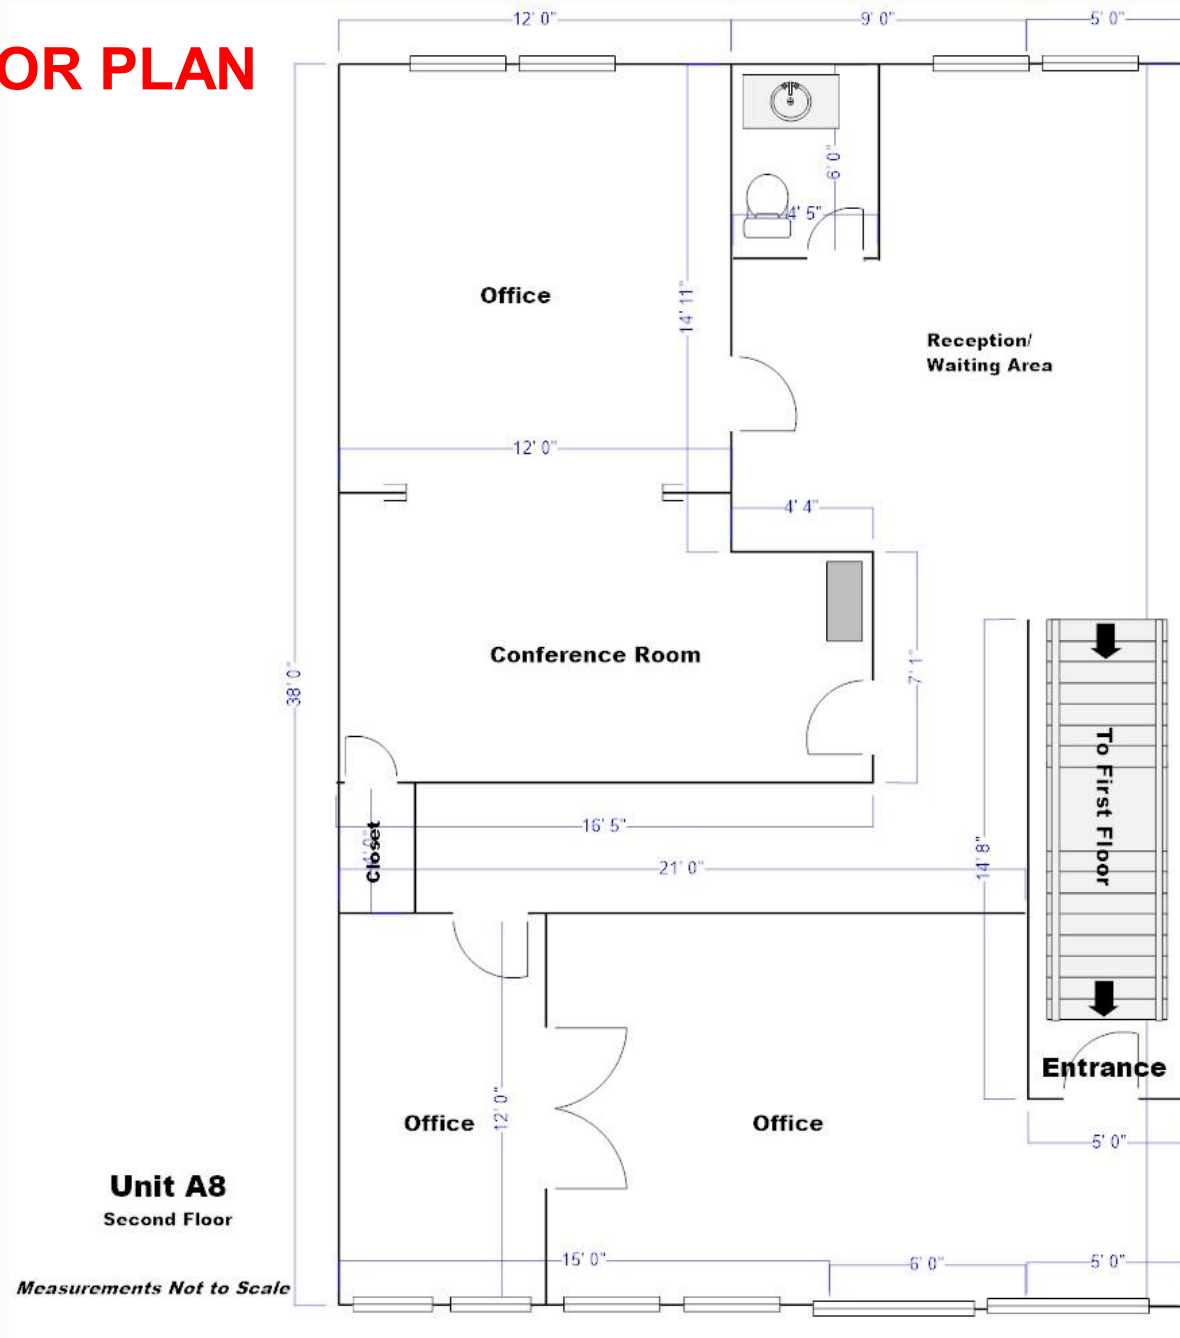 12' 0"
9' 0"
5' 0"
OR PLAN
6' 0"
4' 5"
Office
14' 11"
Reception/
Waiting Area
12' 0"
4' 4"
Conference Room
7' 1"
38' 0"
To First Floor
16' 5"
Closet
4' 0"
21' 0"
14' 8"
Entrance
Office
12' 0"
Office
5' 0"
Unit A8
Second Floor
15' 0"
6' 0"
5' 0"
Measurements Not to Scale